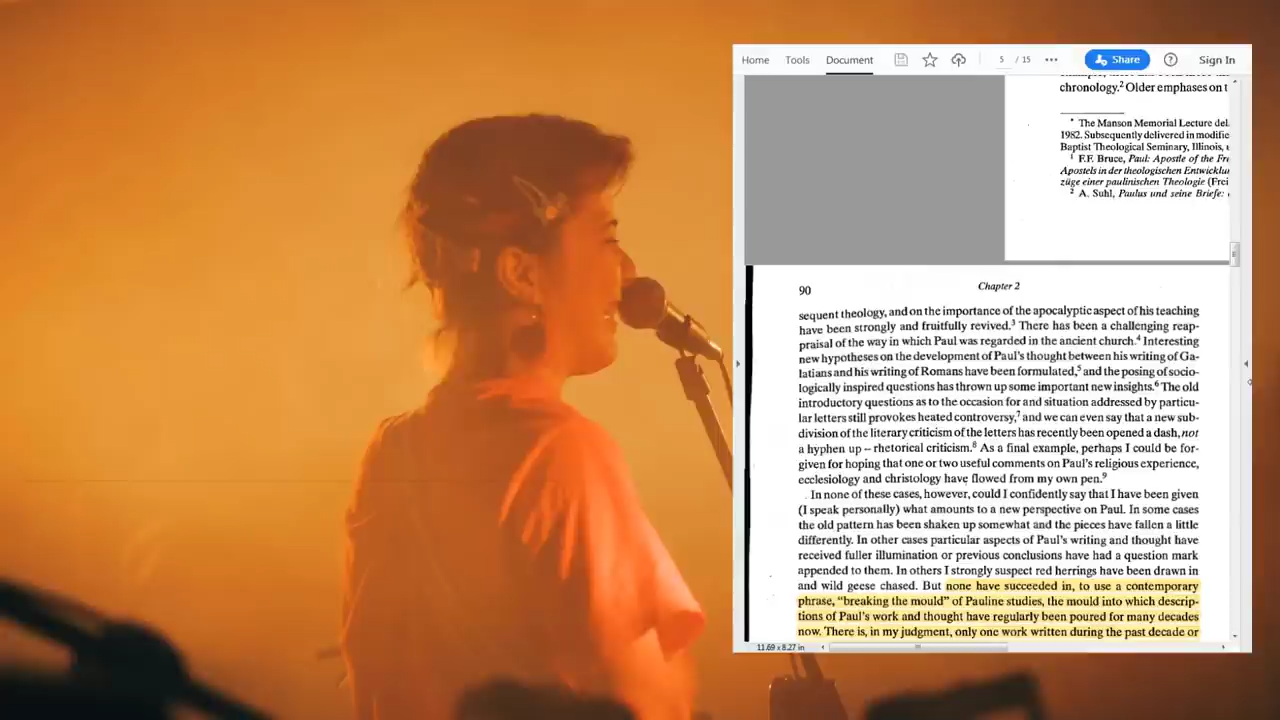 Home Tools Document 5 / 15 Share Sign In
chronology.² Older emphases on t
* The Manson Memorial Lecture del
1982. Subsequently delivered in modifie
Baptist Theological Seminary, Illinois,
¹ F.F. Bruce, Paul: Apostle of the Fre
Apostels in der theologischen Entwicklu
züge einer paulinischen Theologie (Frei
² A. Suhl, Paulus und seine Briefe:
90 Chapter 2
sequent theology, and on the importance of the apocalyptic aspect of his teaching
have been strongly and fruitfully revived.³ There has been a challenging reap-
praisal of the way in which Paul was regarded in the ancient church.⁴ Interesting
new hypotheses on the development of Paul's thought between his writing of Ga-
latians and his writing of Romans have been formulated,⁵ and the posing of socio-
logically inspired questions has thrown up some important new insights.⁶ The old
introductory questions as to the occasion for and situation addressed by particu-
lar letters still provokes heated controversy,⁷ and we can even say that a new sub-
division of the literary criticism of the letters has recently been opened a dash, not
a hyphen up – rhetorical criticism.⁸ As a final example, perhaps I could be for-
given for hoping that one or two useful comments on Paul's religious experience,
ecclesiology and christology have flowed from my own pen.⁹
In none of these cases, however, could I confidently say that I have been given
(I speak personally) what amounts to a new perspective on Paul. In some cases
the old pattern has been shaken up somewhat and the pieces have fallen a little
differently. In other cases particular aspects of Paul's writing and thought have
received fuller illumination or previous conclusions have had a question mark
appended to them. In others I strongly suspect red herrings have been drawn in
and wild geese chased. But none have succeeded in, to use a contemporary
phrase, “breaking the mould” of Pauline studies, the mould into which descrip-
tions of Paul's work and thought have regularly been poured for many decades
now. There is, in my judgment, only one work written during the past decade or
11.69 x 8.27 in